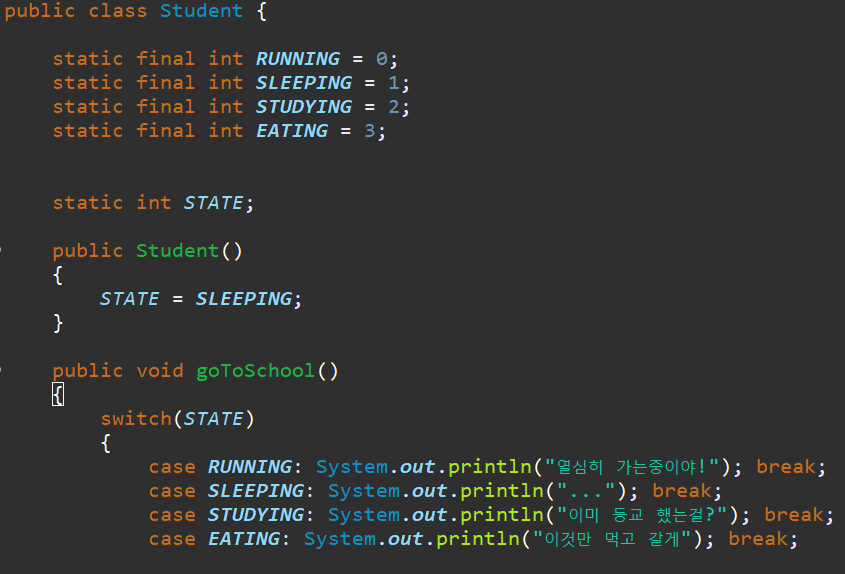 public class Student {
static final int RUNNING = 0;
static final int SLEEPING = 1;
static final int STUDYING = 2;
static final int EATING = 3;
static int STATE;
public Student()
{
STATE = SLEEPING;
}
public void goToSchool()
{
switch(STATE)
{
case RUNNING: System.out.println("열심히 가는중이야!"); break;
case SLEEPING: System.out.println("..."); break;
case STUDYING: System.out.println("이미 등교 했는걸?"); break;
case EATING: System.out.println("이것만 먹고 갈게"); break;